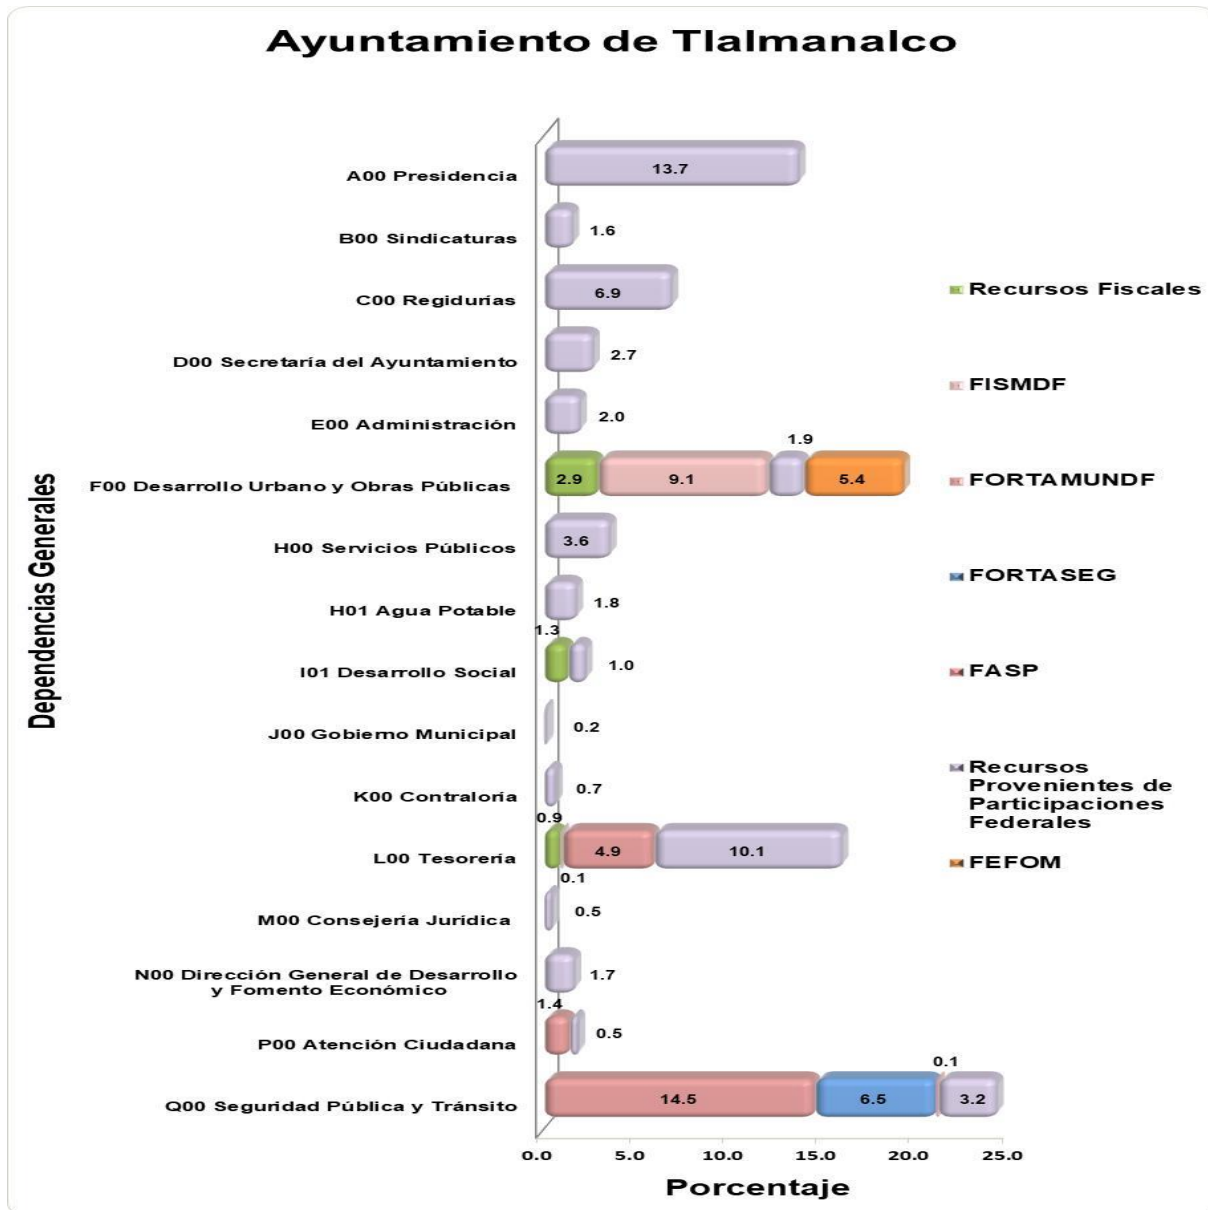 Ayuntamiento de Tlalmanalco
Dependencias Generales
A00 Presidencia
13.7
B00 Sindicaturas
1.6
C00 Regidurías
6.9
D00 Secretaría del Ayuntamiento
2.7
E00 Administración
2.0
F00 Desarrollo Urbano y Obras Públicas
2.9
9.1
1.9
5.4
H00 Servicios Públicos
3.6
H01 Agua Potable
1.8
I01 Desarrollo Social
1.3
1.0
J00 Gobierno Municipal
0.2
K00 Contraloría
0.7
L00 Tesorería
0.9
0.1
4.9
10.1
M00 Consejería Jurídica
0.5
N00 Dirección General de Desarrollo
y Fomento Económico
1.7
P00 Atención Ciudadana
1.4
0.5
Q00 Seguridad Pública y Tránsito
14.5
6.5
0.1
3.2
0.0
5.0
10.0
15.0
20.0
25.0
Porcentaje
Recursos Fiscales
FISMDF
FORTAMUNDF
FORTASEG
FASP
Recursos
Provenientes de
Participaciones
Federales
FEFOM